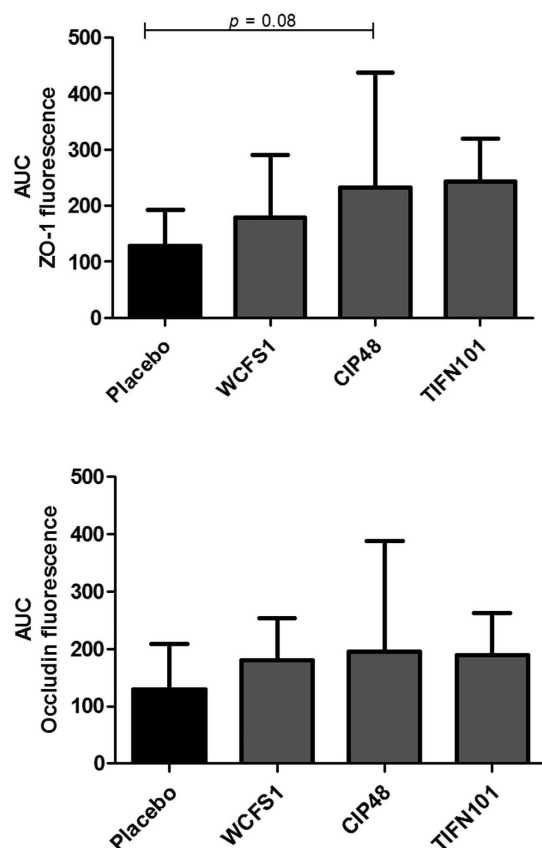 p = 0.08
AUC
ZO-1 fluorescence
500
400
300
200
100
0
Placebo
WCFS1
CIP48
TIFN101
AUC
Occludin fluorescence
500
400
300
200
100
0
Placebo
WCFS1
CIP48
TIFN101